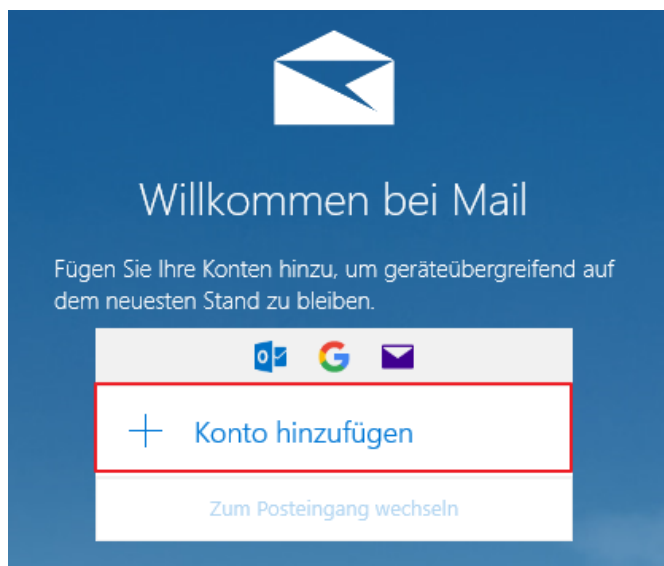 Willkommen bei Mail
Fügen Sie Ihre Konten hinzu, um geräteübergreifend auf
dem neuesten Stand zu bleiben.
Konto hinzufügen
Zum Posteingang wechseln